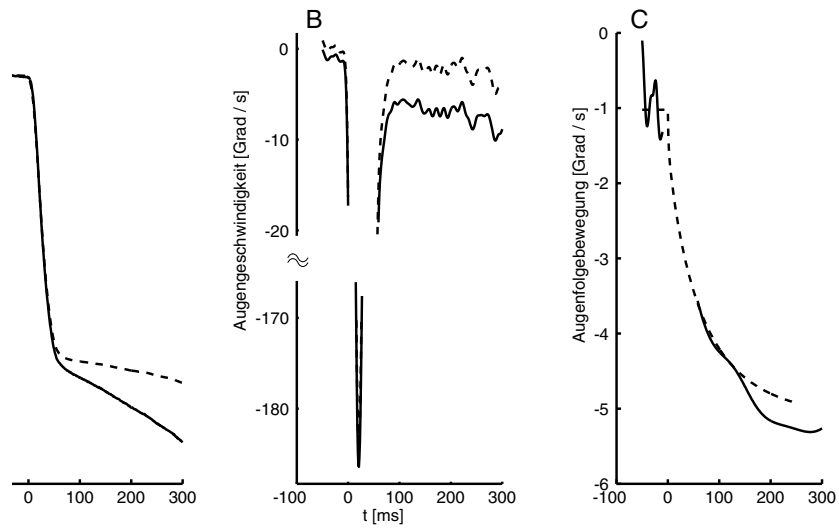 B
C
0
-10
-20
-170
-180
Augengeschwindigkeit [Grad / s]
0
-1
-2
-3
-4
-5
-6
Augenfolgebewegung [Grad / s]
0 100 200 300
-100 0 100 200 300
-100 0 100 200 300
t [ms]